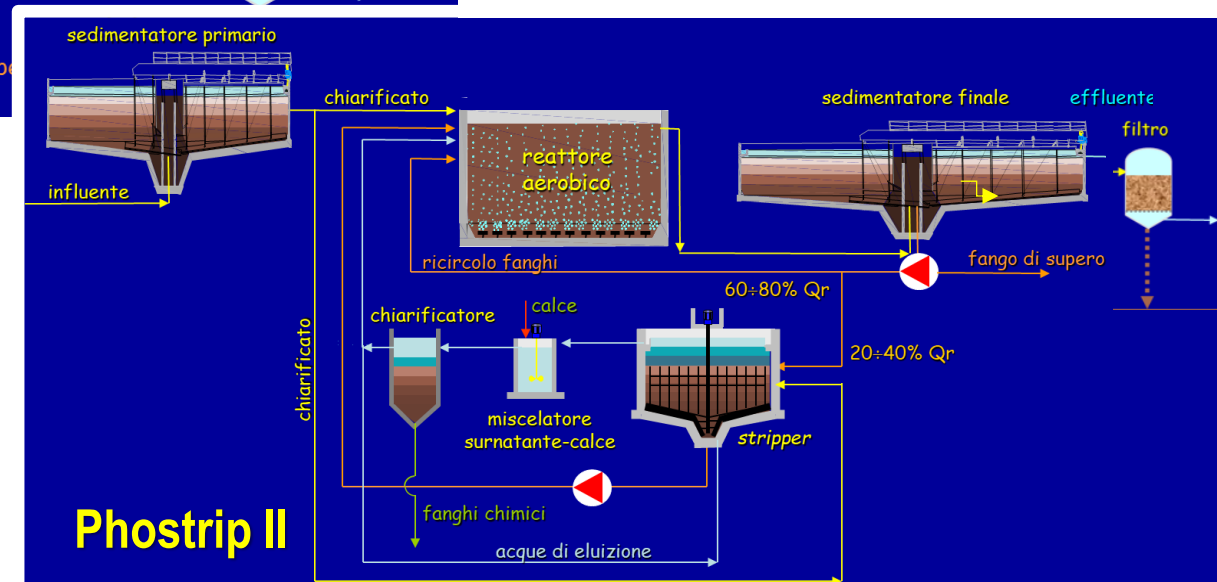 sedimentatore primario
chiarificato
sedimentatore finale
effluente
filtro
reattore
aerobico
influente
ricircolo fanghi
fango di supero
60÷80% Qr
calce
chiarificatore
20÷40% Qr
chiarificato
miscelatore
surnatante-calce
stripper
fanghi chimici
Phostrip II
acque di eluizione